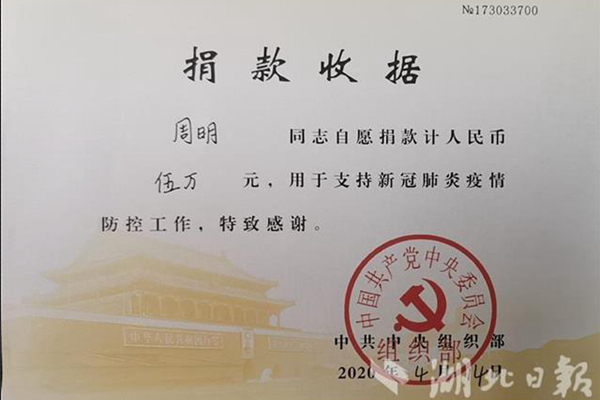 №173033700
捐款收据
周明 同志自愿捐款计人民币
伍万 元，用于支持新冠肺炎疫情
防控工作，特致感谢。
中国共产党中央委员会
组织部
中共中央组织部
2020年4月14日
湖北日報